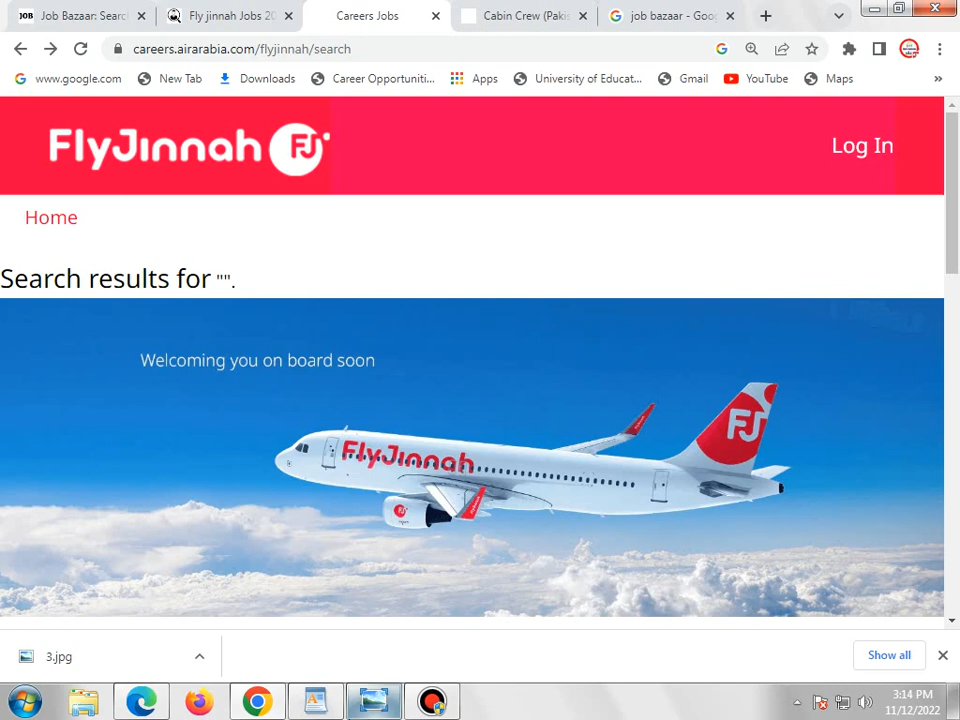 JOB Job Bazaar: Searc
Fly jinnah Jobs 20
Careers Jobs
Cabin Crew (Pakis
job bazaar - Goog
careers.airarabia.com/flyjinnah/search
www.google.com
New Tab
Downloads
Career Opportuniti...
Apps
University of Educat...
Gmail
YouTube
Maps
»
FlyJinnah FJ
Log In
Home
Search results for "".
Welcoming you on board soon
FJ
FlyJinnah
3.jpg
Show all
3:14 PM
11/12/2022